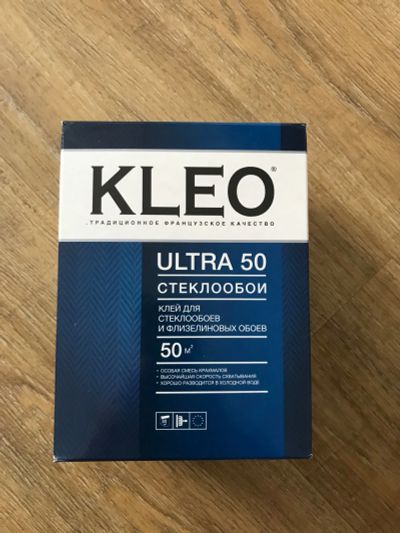 KLEO®
.ТРАДИЦИОННОЕ ФРАНЦУЗСКОЕ КАЧЕСТВО
ULTRA 50
СТЕКЛООБОИ
КЛЕЙ ДЛЯ
СТЕКЛООБОЕВ
И ФЛИЗЕЛИНОВЫХ ОБОЕВ
50 м²
• ОСОБАЯ СМЕСЬ КРАХМАЛОВ
• ВЫСОЧАЙШАЯ СКОРОСТЬ СХВАТЫВАНИЯ
• ХОРОШО РАЗВОДИТСЯ В ХОЛОДНОЙ ВОДЕ